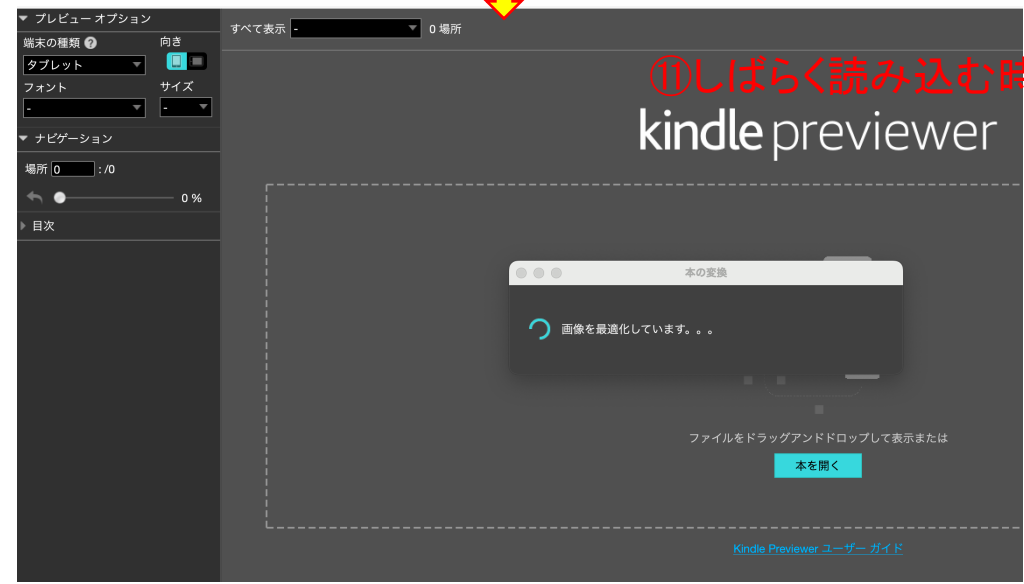 プレビュー オプション
端末の種類 ?
向き
タブレット
フォント
サイズ
-
-
ナビゲーション
場所 0 : /0
0 %
目次
すべて表示 - 0 場所
⑪しばらく読み込む時
kindle previewer
本の変換
画像を最適化しています。。。
ファイルをドラッグアンドドロップして表示または
本を開く
Kindle Previewer ユーザー ガイド